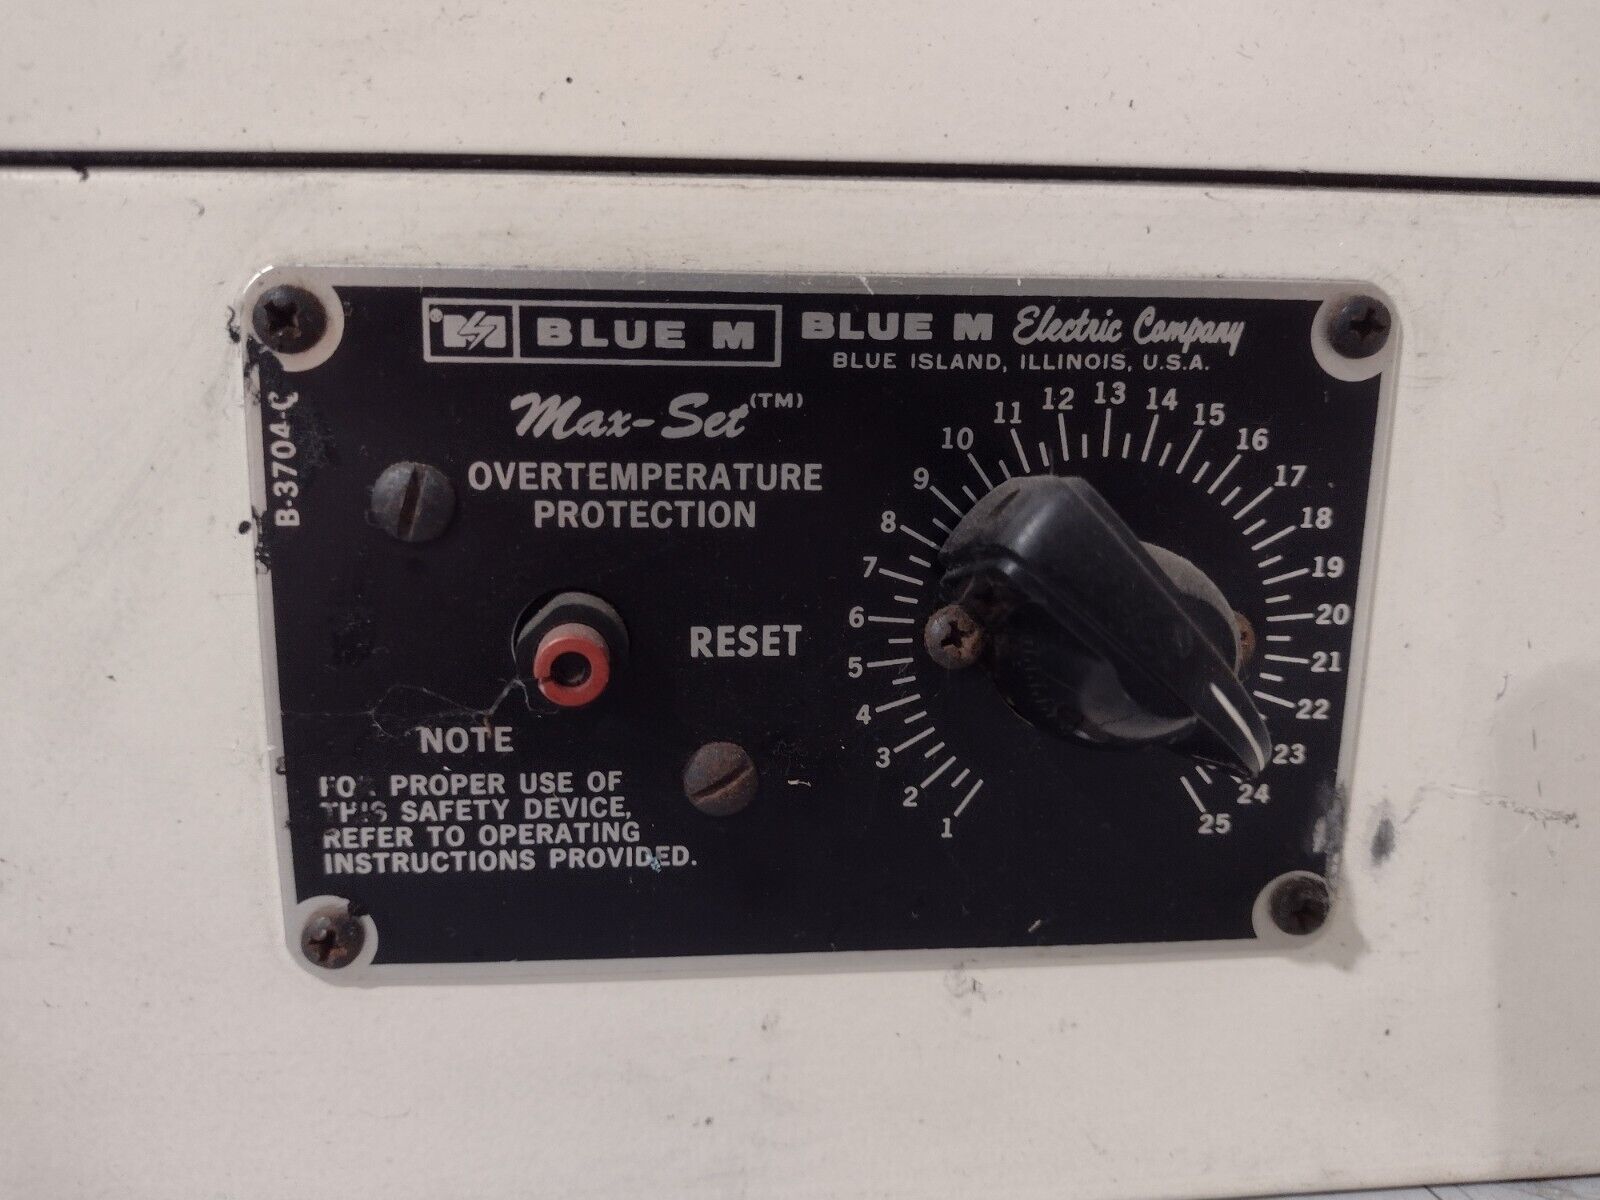 ® BLUE M
BLUE M Electric Company
BLUE ISLAND, ILLINOIS, U.S.A.
B-3704-C
Max-Set (TM)
OVERTEMPERATURE
PROTECTION
RESET
NOTE
FOR PROPER USE OF
THIS SAFETY DEVICE,
REFER TO OPERATING
INSTRUCTIONS PROVIDED.
1
2
3
4
5
6
7
8
9
10
11
12
13
14
15
16
17
18
19
20
21
22
23
24
25